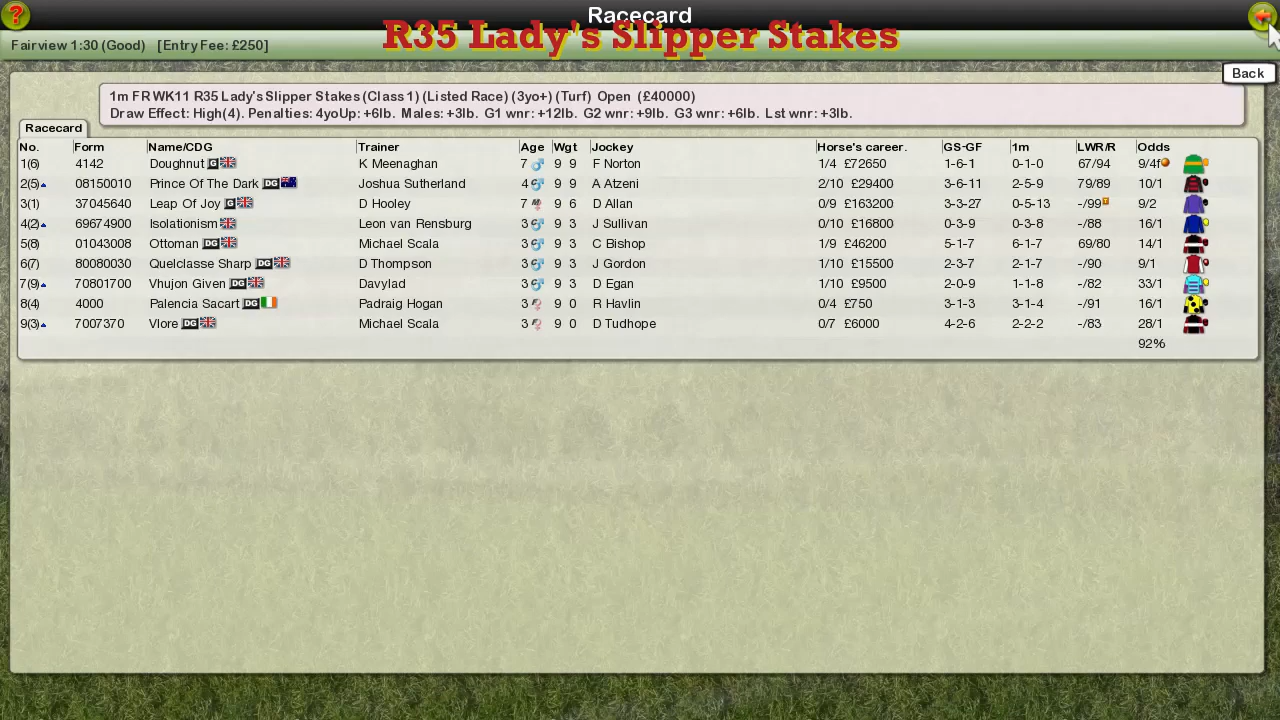 Racecard
R35 Lady's Slipper Stakes
Fairview 1:30 (Good) [Entry Fee: £250]
Back
1m FR WK11 R35 Lady's Slipper Stakes (Class 1) (Listed Race) (3yo+) (Turf) Open (£40000)
Draw Effect: High(4). Penalties: 4yoUp: +6lb. Males: +3lb. G1 wnr: +12lb. G2 wnr: +9lb. G3 wnr: +6lb. Lst wnr: +3lb.
Racecard
No. Form Name/CDG Trainer Age Wgt Jockey Horse's career. GS-GF 1m LWR/R Odds
1(6) 4142 Doughnut G K Meenaghan 7 9 9 F Norton 1/4 £72650 1-6-1 0-1-0 67/94 9/4f
2(5) 08150010 Prince Of The Dark DG Joshua Sutherland 4 9 9 A Atzeni 2/10 £29400 3-6-11 2-5-9 79/89 10/1
3(1) 37045640 Leap Of Joy G D Hooley 7 9 6 D Allan 0/9 £163200 3-3-27 0-5-13 -/99 9/2
4(2) 69674900 Isolationism Leon van Rensburg 3 9 3 J Sullivan 0/10 £16800 0-3-9 0-3-8 -/88 16/1
5(8) 01043008 Ottoman DG Michael Scala 3 9 3 C Bishop 1/9 £46200 5-1-7 6-1-7 69/80 14/1
6(7) 80080030 Quelclasse Sharp DG D Thompson 3 9 3 J Gordon 1/10 £15500 2-3-7 2-1-7 -/90 9/1
7(9) 70801700 Vhujon Given DG Davylad 3 9 3 D Egan 1/10 £9500 2-0-9 1-1-8 -/82 33/1
8(4) 4000 Palencia Sacart DG Padraig Hogan 3 9 0 R Havlin 0/4 £750 3-1-3 3-1-4 -/91 16/1
9(3) 7007370 Vlore DG Michael Scala 3 9 0 D Tudhope 0/7 £6000 4-2-6 2-2-2 -/83 28/1
92%